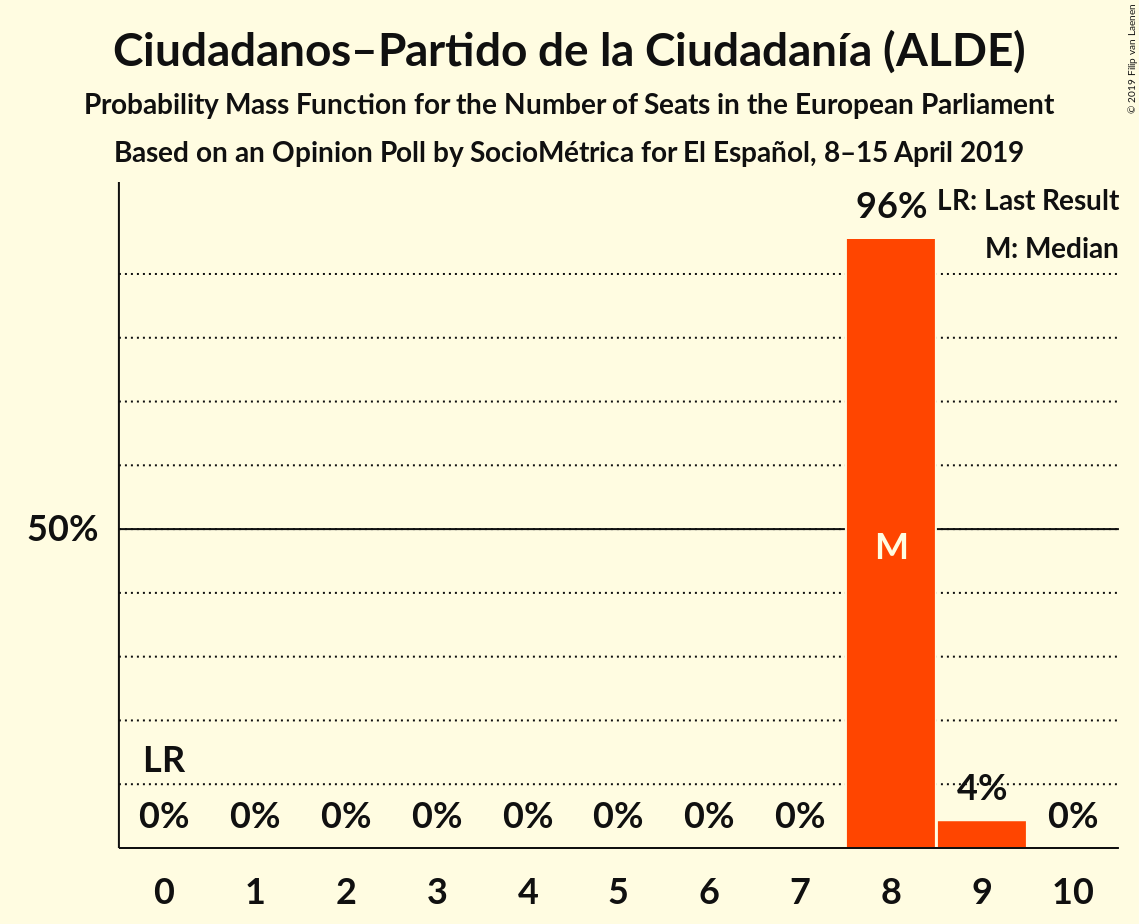 Ciudadanos–Partido de la Ciudadanía (ALDE)
Probability Mass Function for the Number of Seats in the European Parliament
Based on an Opinion Poll by SocioMétrica for El Español, 8–15 April 2019
© 2019 Filip van Laenen
96%
LR: Last Result
M: Median
50%
M
LR
4%
0% 0% 0% 0% 0% 0% 0% 0% 0%
0 1 2 3 4 5 6 7 8 9 10